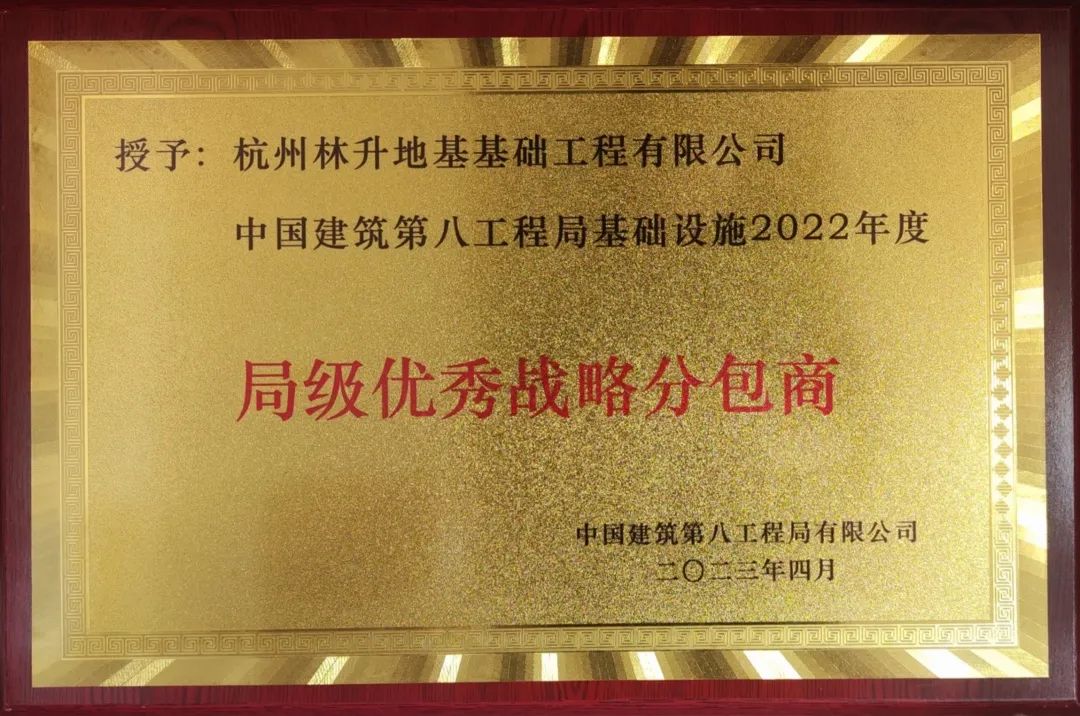 授予：杭州林升地基基础工程有限公司
中国建筑第八工程局基础设施2022年度
局级优秀战略分包商
中国建筑第八工程局有限公司
二〇二三年四月